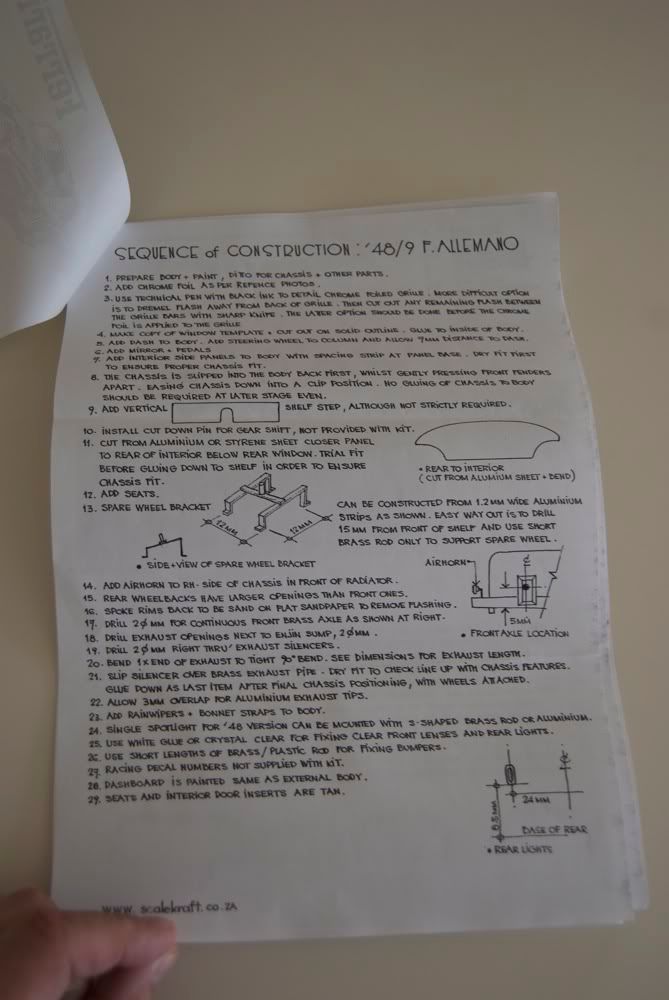 Ferrari
SEQUENCE of CONSTRUCTION : '48/9 F. ALLEMANO
1. PREPARE BODY + PAINT, DITTO FOR CHASSIS + OTHER PARTS.
2. ADD CHROME FOIL AS PER REFENCE PHOTOS.
3. USE TECHNICAL PEN WITH BLACK INK TO DETAIL CHROME FOILED GRILLE. MORE DIFFICULT OPTION
IS TO DREMEL FLASH AWAY FROM BACK OF GRILLE. THEN CUT OUT ANY REMAINING FLASH BETWEEN
THE GRILLE BARS WITH SHARP KNIFE. THE LATER OPTION SHOULD BE DONE BEFORE THE CHROME
FOIL IS APPLIED TO THE GRILLE
4. MAKE COPY OF WINDOW TEMPLATE + CUT OUT ON SOLID OUTLINE. GLUE TO INSIDE OF BODY.
5. ADD DASH TO BODY. ADD STEERING WHEEL TO COLUMN AND ALLOW 7MM DISTANCE TO DASH.
6. ADD MIRROR + PEDALS
7. ADD INTERIOR SIDE PANELS TO BODY WITH SPACING STRIP AT PANEL BASE. DRY FIT FIRST
TO ENSURE PROPER CHASSIS FIT.
8. THE CHASSIS IS SLIPPED INTO THE BODY BACK FIRST, WHILST GENTLY PRESSING FRONT FENDERS
APART. EASING CHASSIS DOWN INTO A CLIP POSITION. NO GLUING OF CHASSIS TO BODY
SHOULD BE REQUIRED AT LATER STAGE EVEN.
9. ADD VERTICAL SHELF STEP, ALTHOUGH NOT STRICTLY REQUIRED.
10. INSTALL CUT DOWN PIN FOR GEAR SHIFT, NOT PROVIDED WITH KIT.
11. CUT FROM ALUMINIUM OR STYRENE SHEET CLOSER PANEL
TO REAR OF INTERIOR BELOW REAR WINDOW. TRIAL FIT
BEFORE GLUING DOWN TO SHELF IN ORDER TO ENSURE
CHASSIS FIT.
• REAR TO INTERIOR
(CUT FROM ALUMIUM SHEET + BEND)
12. ADD SEATS.
13. SPARE WHEEL BRACKET
12MM
12MM
CAN BE CONSTRUCTED FROM 1.2MM WIDE ALUMINIUM
STRIPS AS SHOWN. EASY WAY OUT IS TO DRILL
15MM FROM FRONT OF SHELF AND USE SHORT
BRASS ROD ONLY TO SUPPORT SPARE WHEEL.
• SIDE+VIEW OF SPARE WHEEL BRACKET
AIRHORN
5MM
• FRONT AXLE LOCATION
14. ADD AIRHORN TO RH-SIDE OF CHASSIS IN FRONT OF RADIATOR.
15. REAR WHEELBACKS HAVE LARGER OPENINGS THAN FRONT ONES.
16. SPOKE RIMS BACK TO BE SAND ON FLAT SANDPAPER TO REMOVE FLASHING.
17. DRILL 2Ø MM FOR CONTINUOUS FRONT BRASS AXLE AS SHOWN AT RIGHT.
18. DRILL EXHAUST OPENINGS NEXT TO ENJIN SUMP, 2Ø MM.
19. DRILL 2Ø MM RIGHT THRU' EXHAUST SILENCERS.
20. BEND 1X END OF EXHAUST TO TIGHT 90° BEND. SEE DIMENSIONS FOR EXHAUST LENGTH.
21. SLIP SILENCER OVER BRASS EXHAUST PIPE - DRY FIT TO CHECK LINE UP WITH CHASSIS FEATURES.
GLUE DOWN AS LAST ITEM AFTER FINAL CHASSIS POSITIONING, WITH WHEELS ATTACHED.
22. ALLOW 3MM OVERLAP FOR ALUMINIUM EXHAUST TIPS.
23. ADD RAINWIPERS + BONNET STRAPS TO BODY.
24. SINGLE SPOTLIGHT FOR '48 VERSION CAN BE MOUNTED WITH S-SHAPED BRASS ROD OR ALUMINIUM.
25. USE WHITE GLUE OR CRYSTAL CLEAR FOR FIXING CLEAR FRONT LENSES AND REAR LIGHTS.
26. USE SHORT LENGTHS OF BRASS/PLASTIC ROD FOR FIXING BUMPERS.
27. RACING DECAL NUMBERS NOT SUPPLIED WITH KIT.
28. DASHBOARD IS PAINTED SAME AS EXTERNAL BODY.
29. SEATS AND INTERIOR DOOR INSERTS ARE TAN.
24MM
BASE OF REAR
• REAR LIGHTS
www.scalekraft.co.ZA